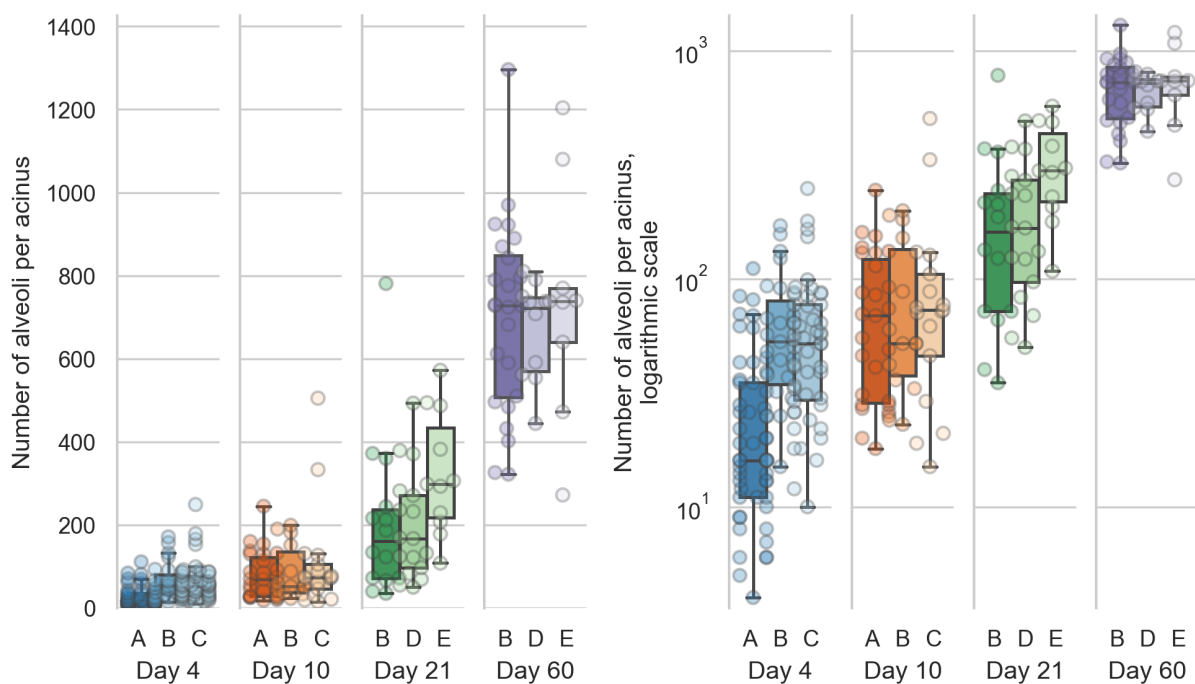 Number of alveoli per acinus
1400
1200
1000
800
600
400
200
0
A B C
Day 4
A B C
Day 10
B D E
Day 21
B D E
Day 60
Number of alveoli per acinus,
logarithmic scale
10³
10²
10¹
A B C
Day 4
A B C
Day 10
B D E
Day 21
B D E
Day 60